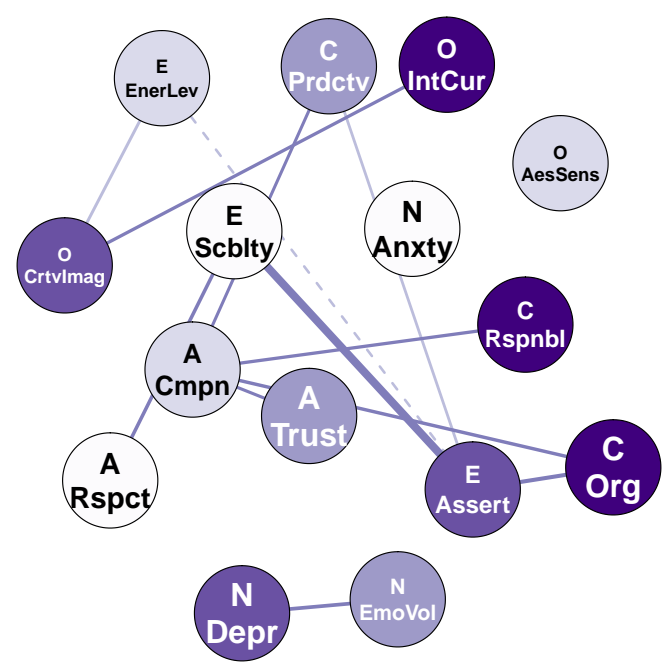 E
EnerLev
C
Prdctv
O
IntCur
O
AesSens
E
Scblty
N
Anxty
O
CrtvImag
C
Rspnbl
A
Cmpn
A
Trust
A
Rspct
E
Assert
C
Org
N
Depr
N
EmoVol